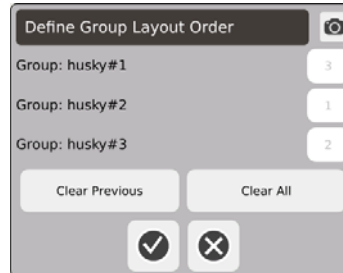 Define Group Layout Order
Group: husky#1 3
Group: husky#2 1
Group: husky#3 2
Clear Previous Clear All